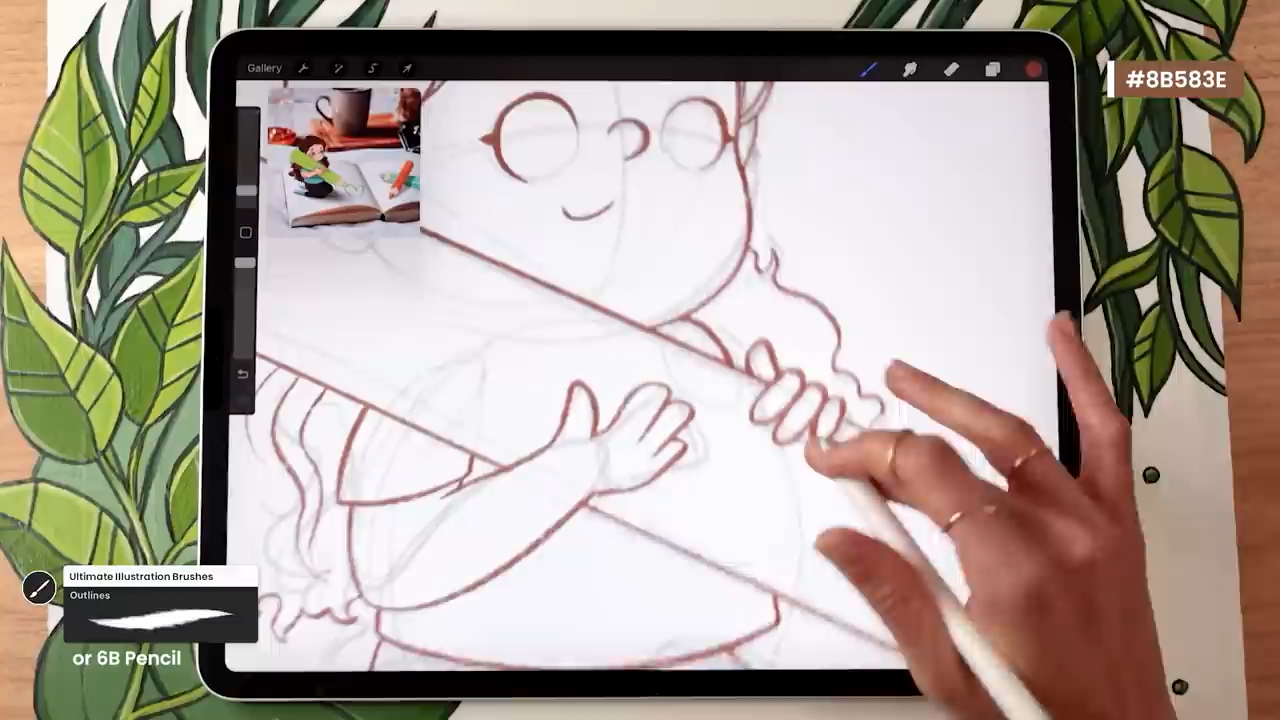 Gallery
#8B583E
Ultimate Illustration Brushes
Outlines
or 6B Pencil